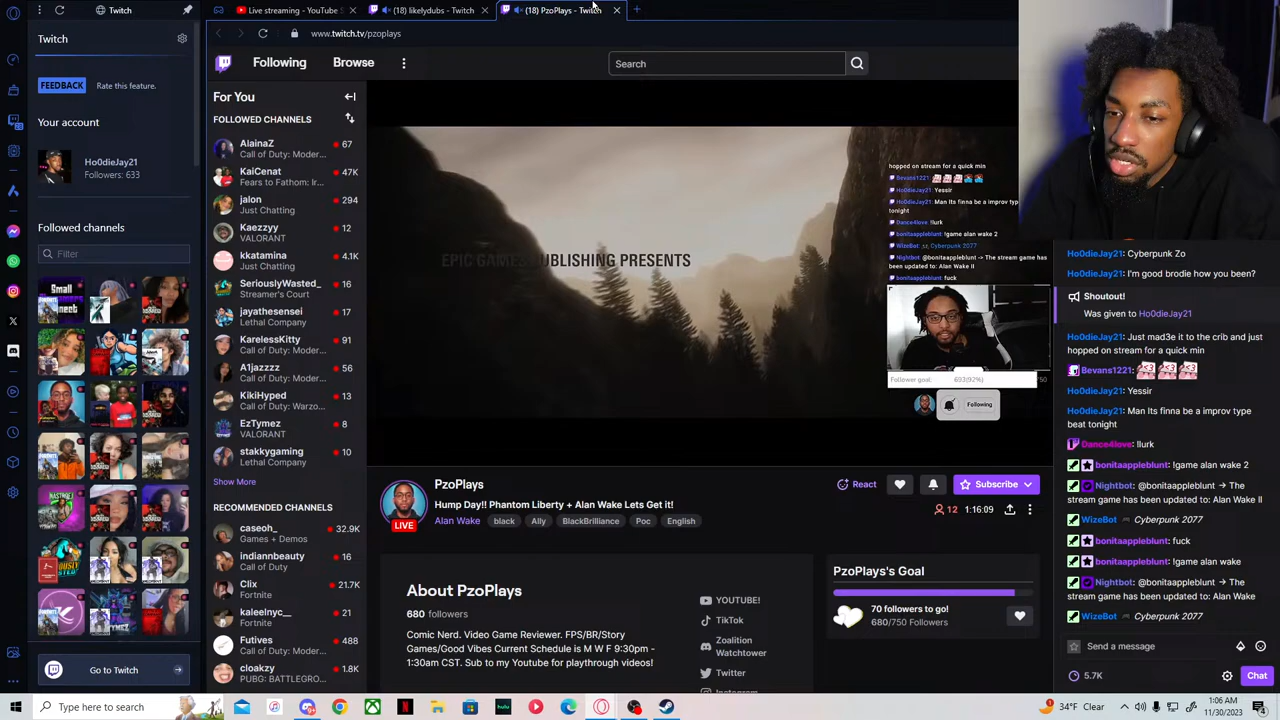 Twitch
Live streaming - YouTube S
(18) likelydubs - Twitch
(18) PzoPlays - Twitch
www.twitch.tv/pzoplays
Twitch
FEEDBACK
Rate this feature.
Your account
Ho0dieJay21
Followers: 633
Followed channels
Filter
Go to Twitch
Following
Browse
Search
For You
FOLLOWED CHANNELS
AlainaZ
Call of Duty: Moder...
67
KaiCenat
Fears to Fathom: Ir...
47K
jalon
Just Chatting
294
Kaezzyy
VALORANT
12
kkatamina
Just Chatting
4.1K
SeriouslyWasted_
Streamer's Court
jayathesensei
Lethal Company
17
KarelessKitty
Call of Duty: Moder...
91
A1jazzzz
Call of Duty: Moder...
56
KikiHyped
Call of Duty: Warzo...
13
EzTymez
VALORANT
8
stakkygaming
Lethal Company
10
Show More
RECOMMENDED CHANNELS
caseoh_
Games + Demos
32.9K
indiannbeauty
Call of Duty
16
Clix
Fortnite
21.7K
kaleelnyc_
Fortnite
21
Futives
Fortnite
488
cloakzy
PUBG: BATTLEGRO...
1.8K
EPIC GAMES PUBLISHING PRESENTS
hopped on stream for a quick min
Bevans1221:
Ho0dieJay21: Yessir
Ho0dieJay21: Man Its finna be a improv typ
tonight
Dance4love: !lurk
bonitaappleblunt: !game alan wake 2
WizeBot: Cyberpunk 2077
Nightbot: @bonitaappleblunt -> The stream game has
been updated to: Alan Wake II
bonitaappleblunt: fuck
Follower goal:
633(92%)
/50
Following
PzoPlays
Hump Day!! Phantom Liberty + Alan Wake Lets Get It!
Alan Wake
black
Ally
BlackBrilliance
Poc
English
LIVE
React
Subscribe
12
1:16:09
About PzoPlays
680 followers
Comic Nerd. Video Game Reviewer. FPS/BR/Story
Games/Good Vibes Current Schedule is M W F 9:30pm -
1:30am CST. Sub to my Youtube for playthrough videos!
YOUTUBE!
TikTok
Zoalition
Watchtower
Twitter
PzoPlays's Goal
70 followers to go!
680/750 Followers
Ho0dieJay21: Cyberpunk Zo
Ho0dieJay21: I'm good brodie how you been?
Shoutout!
Was given to Ho0dieJay21
Ho0dieJay21: Just mad3e it to the crib and just
hopped on stream for a quick min
Bevans1221:
Ho0dieJay21: Yessir
Ho0dieJay21: Man Its finna be a improv type
beat tonight
Dance4love: !lurk
bonitaappleblunt: !game alan wake 2
Nightbot: @bonitaappleblunt -> The
stream game has been updated to: Alan Wake II
WizeBot Cyberpunk 2077
bonitaappleblunt: fuck
bonitaappleblunt: !game alan wake
Nightbot: @bonitaappleblunt -> The
stream game has been updated to: Alan Wake
WizeBot Cyberpunk 2077
Send a message
5.7K
Chat
Type here to search
hulu
34°F Clear
1:06 AM
11/30/2023